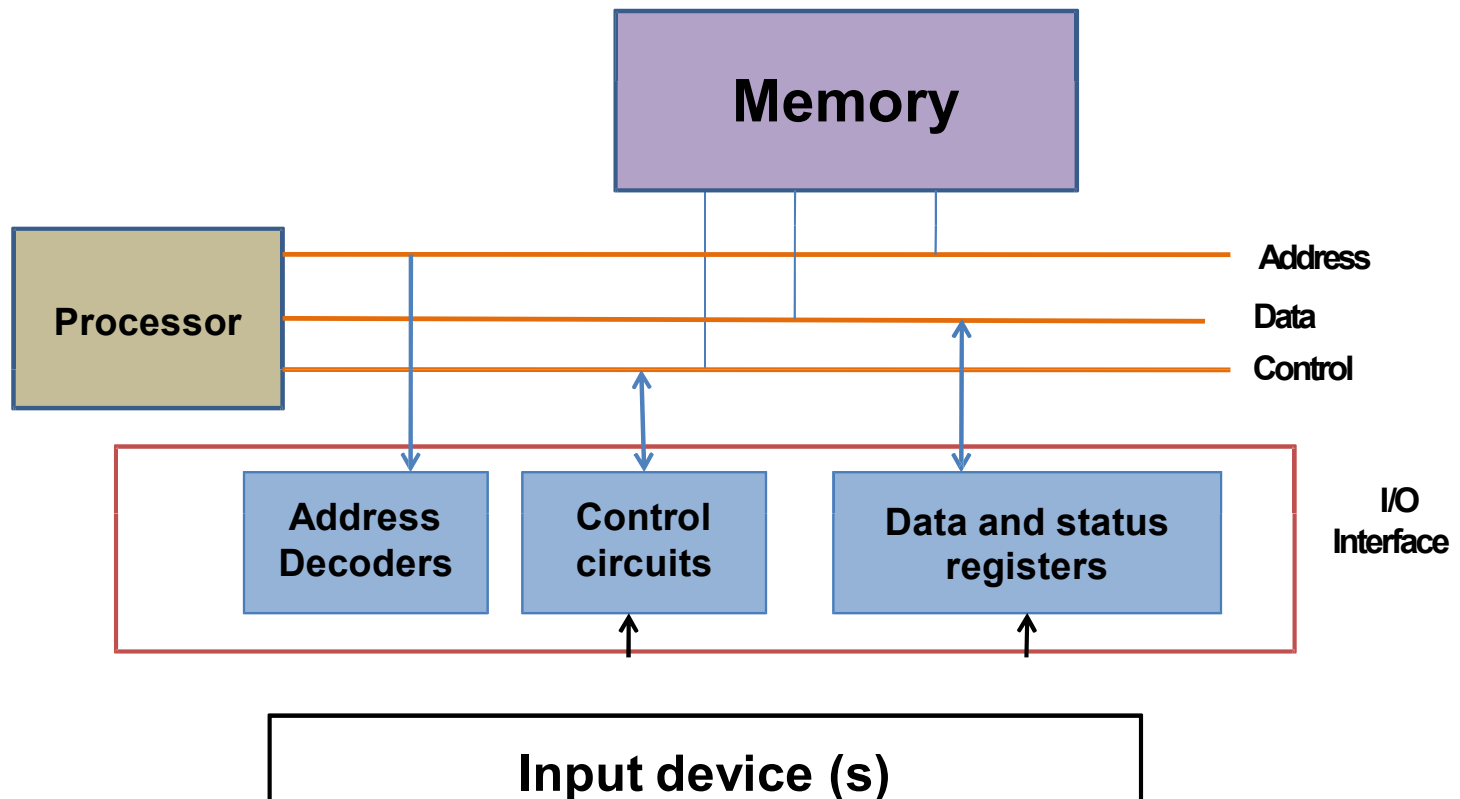 Memory
Processor
Address
Data
Control
Address
Decoders
Control
circuits
Data and status
registers
I/O
Interface
Input device (s)